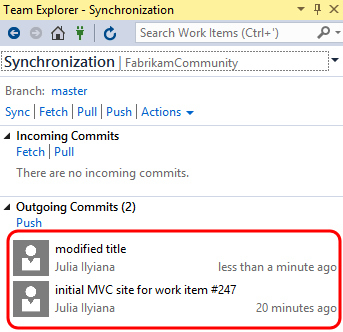 Team Explorer - Synchronization
Search Work Items (Ctrl+')
Synchronization | FabrikamCommunity
Branch: master
Sync | Fetch | Pull | Push | Actions
Incoming Commits
Fetch | Pull
There are no incoming commits.
Outgoing Commits (2)
Push
modified title
Julia Ilyiana less than a minute ago
initial MVC site for work item #247
Julia Ilyiana 20 minutes ago